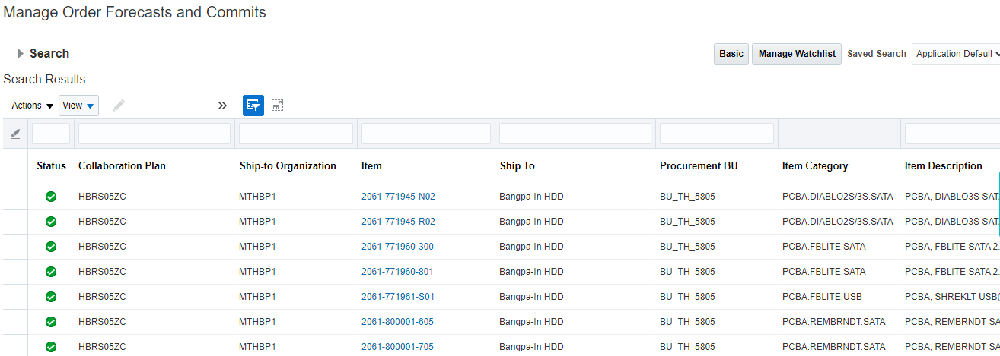 Manage Order Forecasts and Commits
Search Basic Manage Watchlist Saved Search Application Default
Search Results
Actions View »
Status Collaboration Plan Ship-to Organization Item Ship To Procurement BU Item Category Item Description
HBRS05ZC MTHBP1 2061-771945-N02 Bangpa-In HDD BU_TH_5805 PCBA.DIABLO2S/3S.SATA PCBA, DIABLO3S SAT
HBRS05ZC MTHBP1 2061-771945-R02 Bangpa-In HDD BU_TH_5805 PCBA.DIABLO2S/3S.SATA PCBA, DIABLO3S SAT
HBRS05ZC MTHBP1 2061-771960-300 Bangpa-In HDD BU_TH_5805 PCBA.FBLITE.SATA PCBA, FBLITE SATA 2.
HBRS05ZC MTHBP1 2061-771960-801 Bangpa-In HDD BU_TH_5805 PCBA.FBLITE.SATA PCBA, FBLITE SATA 2.
HBRS05ZC MTHBP1 2061-771961-S01 Bangpa-In HDD BU_TH_5805 PCBA.FBLITE.USB PCBA, SHREKLT USB(
HBRS05ZC MTHBP1 2061-800001-605 Bangpa-In HDD BU_TH_5805 PCBA.REMBRNDT.SATA PCBA, REMBRNDT SA
HBRS05ZC MTHBP1 2061-800001-705 Bangpa-In HDD BU_TH_5805 PCBA.REMBRNDT.SATA PCBA, REMBRNDT SA